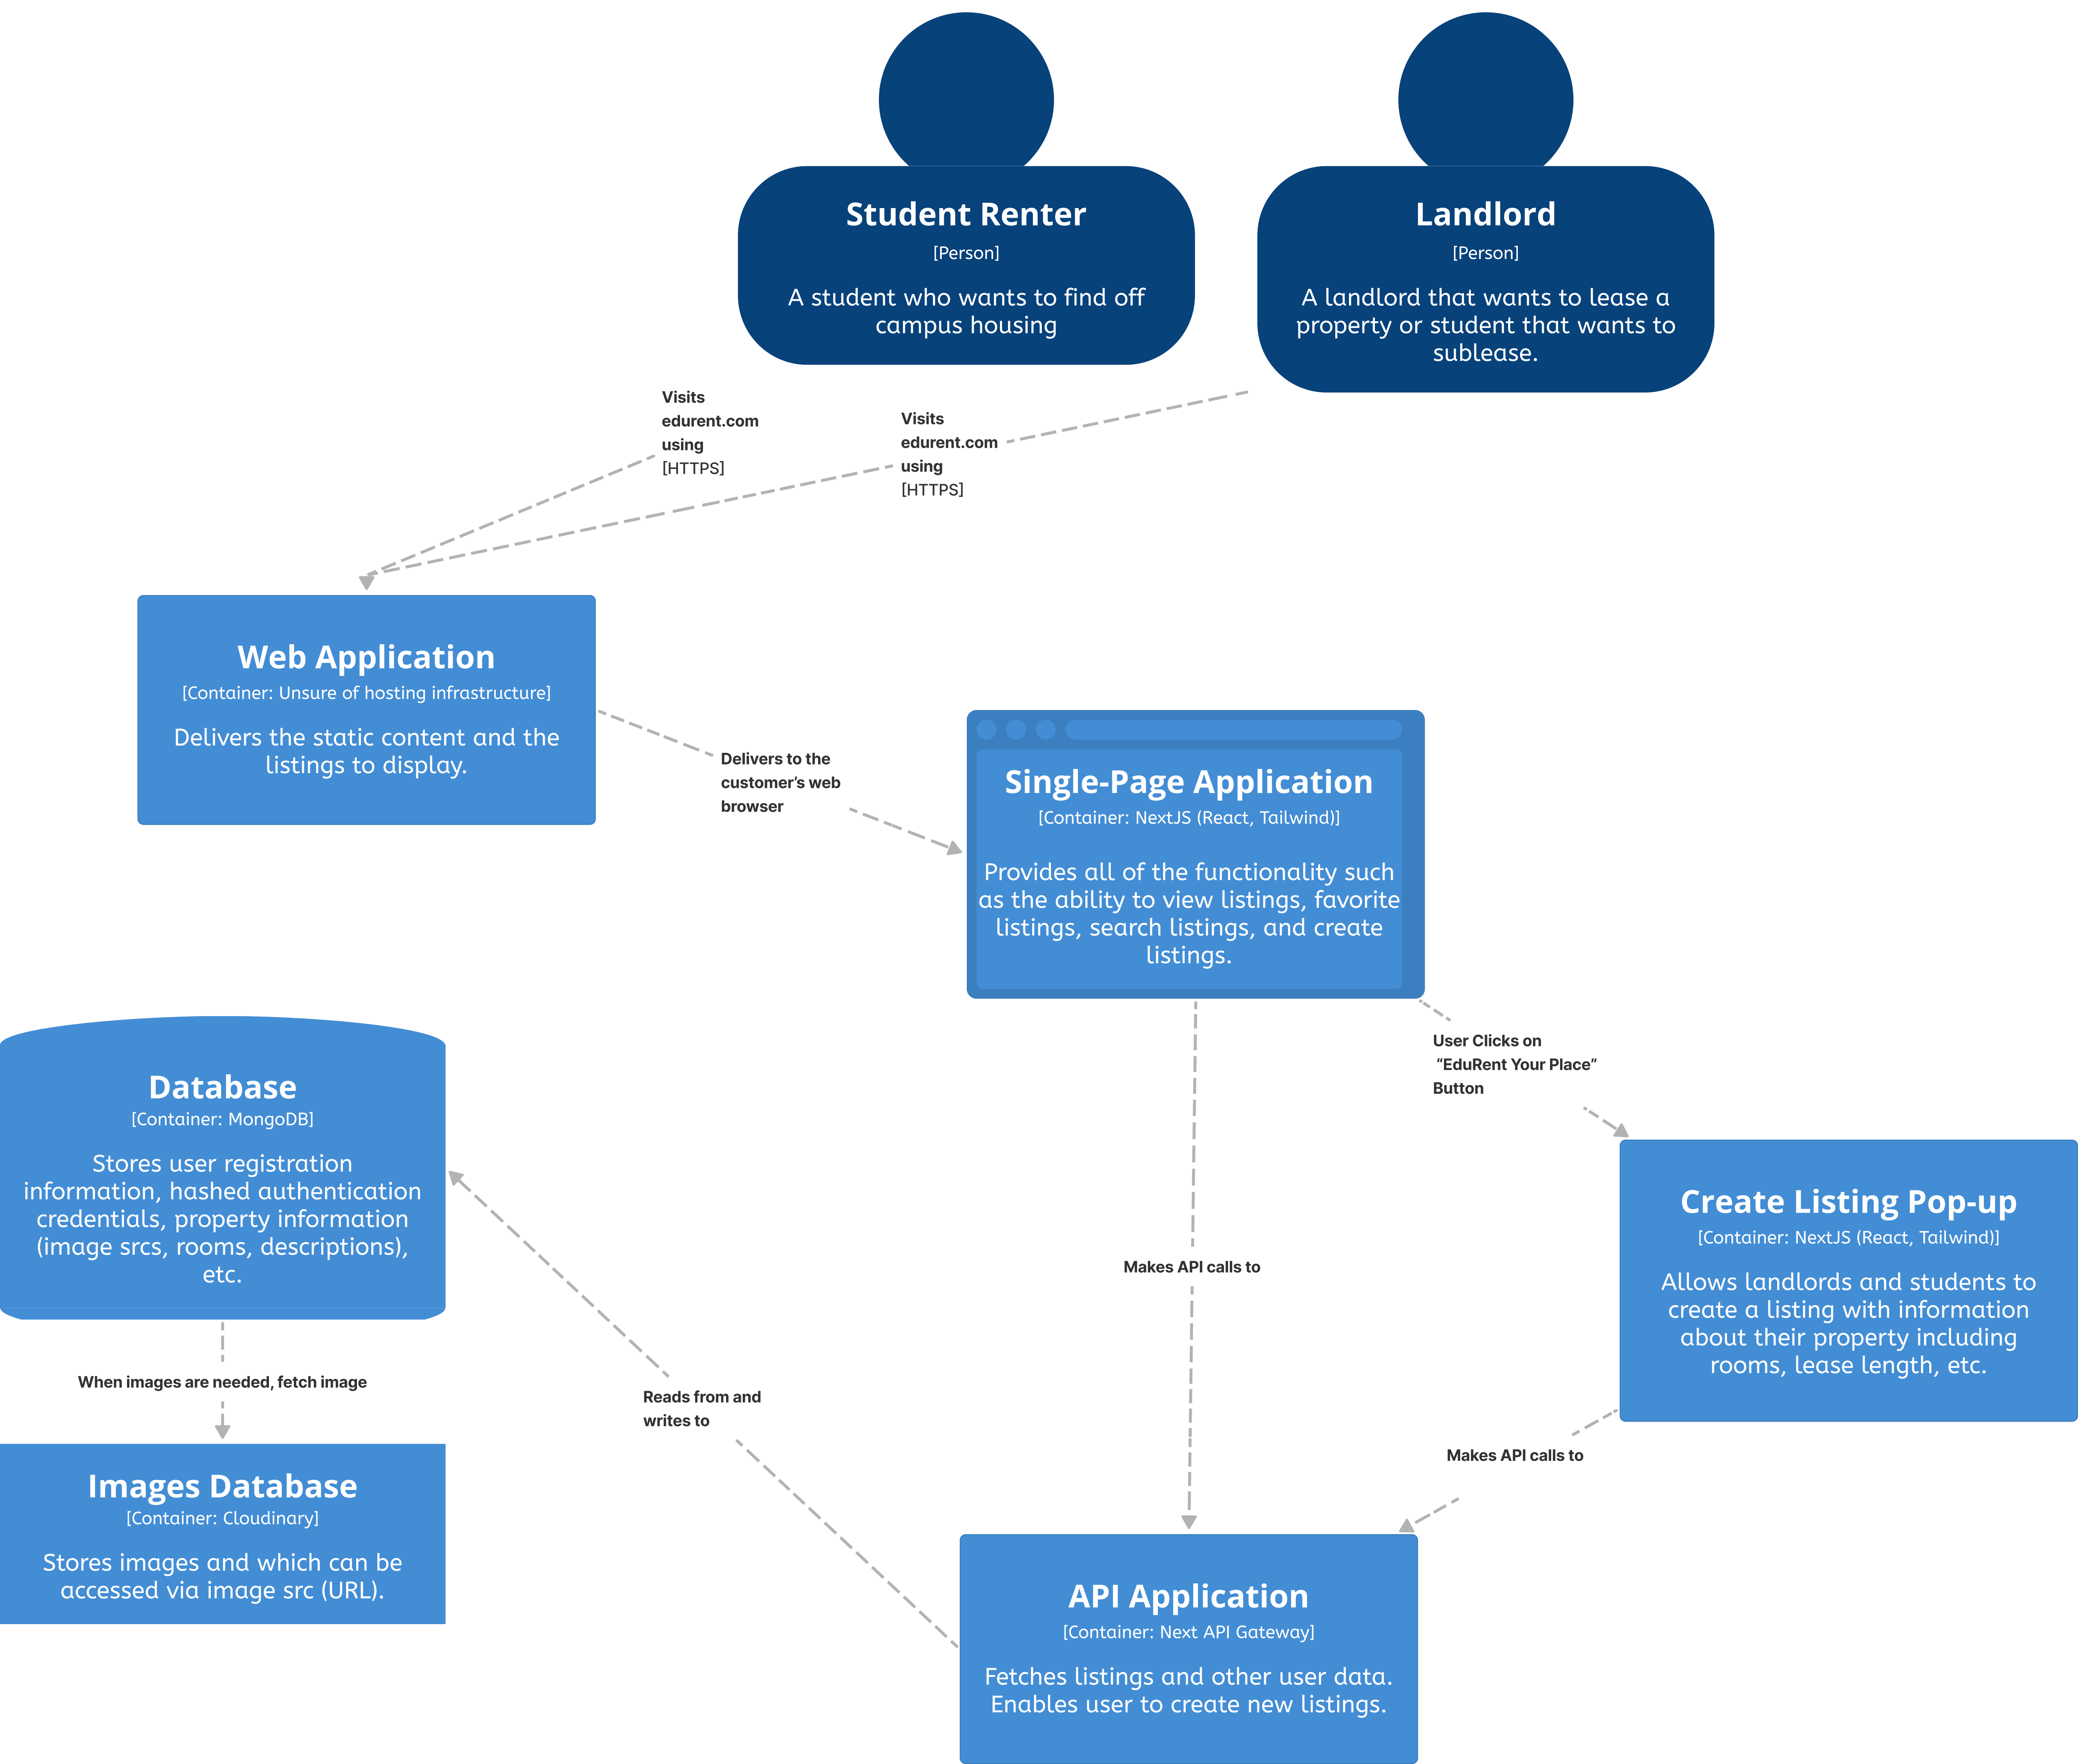 Student Renter
[Person]
A student who wants to find off
campus housing
Landlord
[Person]
A landlord that wants to lease a
property or student that wants to
sublease.
Visits
edurent.com
using
[HTTPS]
Visits
edurent.com
using
[HTTPS]
Web Application
[Container: Unsure of hosting infrastructure]
Delivers the static content and the
listings to display.
Delivers to the
customer’s web
browser
Single-Page Application
[Container: NextJS (React, Tailwind)]
Provides all of the functionality such
as the ability to view listings, favorite
listings, search listings, and create
listings.
User Clicks on
“EduRent Your Place”
Button
Database
[Container: MongoDB]
Stores user registration
information, hashed authentication
credentials, property information
(image srcs, rooms, descriptions),
etc.
Create Listing Pop-up
[Container: NextJS (React, Tailwind)]
Allows landlords and students to
create a listing with information
about their property including
rooms, lease length, etc.
Makes API calls to
When images are needed, fetch image
Reads from and
writes to
Makes API calls to
Images Database
[Container: Cloudinary]
Stores images and which can be
accessed via image src (URL).
API Application
[Container: Next API Gateway]
Fetches listings and other user data.
Enables user to create new listings.